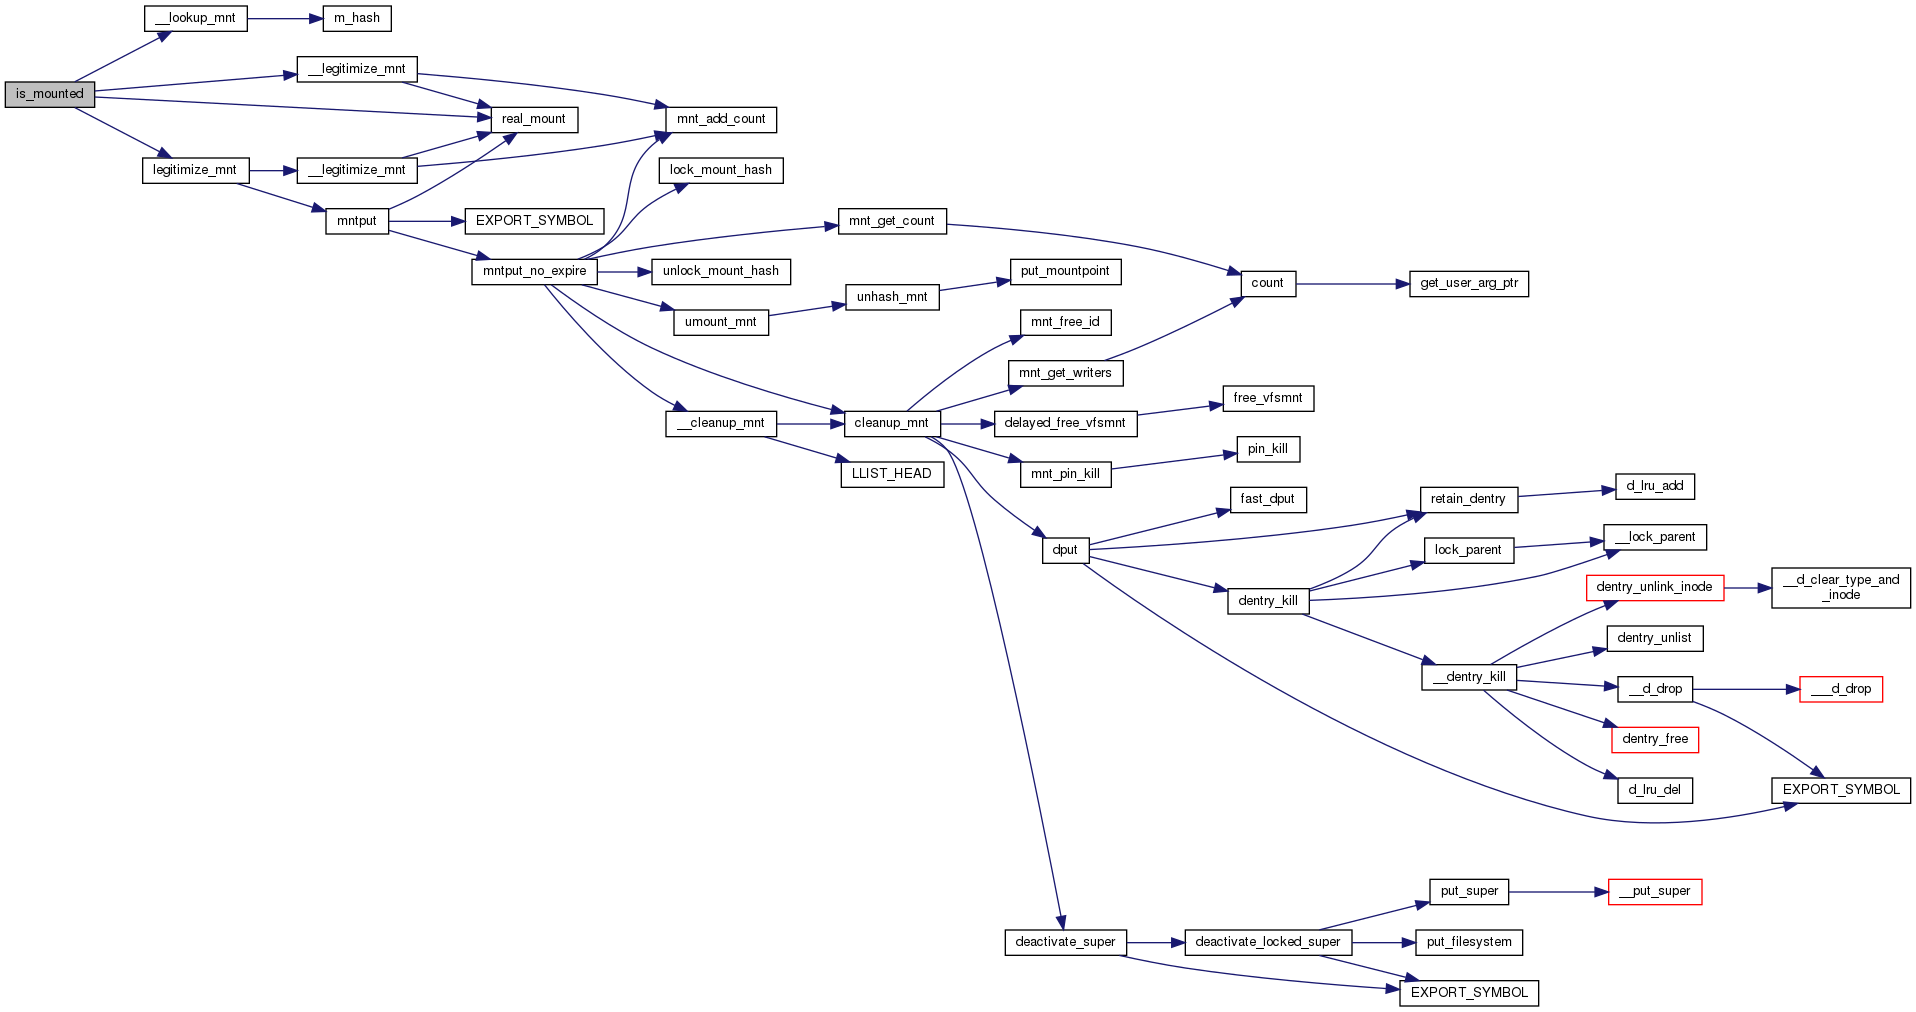 __lookup_mnt
m_hash
__legitimize_mnt
is_mounted
real_mount
mnt_add_count
legitimize_mnt
__legitimize_mnt
lock_mount_hash
mntput
EXPORT_SYMBOL
mnt_get_count
mntput_no_expire
unlock_mount_hash
put_mountpoint
count
get_user_arg_ptr
unhash_mnt
umount_mnt
mnt_free_id
mnt_get_writers
free_vfsmnt
__cleanup_mnt
cleanup_mnt
delayed_free_vfsmnt
pin_kill
LLIST_HEAD
mnt_pin_kill
d_lru_add
fast_dput
retain_dentry
__lock_parent
dput
lock_parent
dentry_unlink_inode
__d_clear_type_and
_inode
dentry_kill
dentry_unlist
__dentry_kill
__d_drop
___d_drop
dentry_free
d_lru_del
EXPORT_SYMBOL
put_super
__put_super
deactivate_super
deactivate_locked_super
put_filesystem
EXPORT_SYMBOL